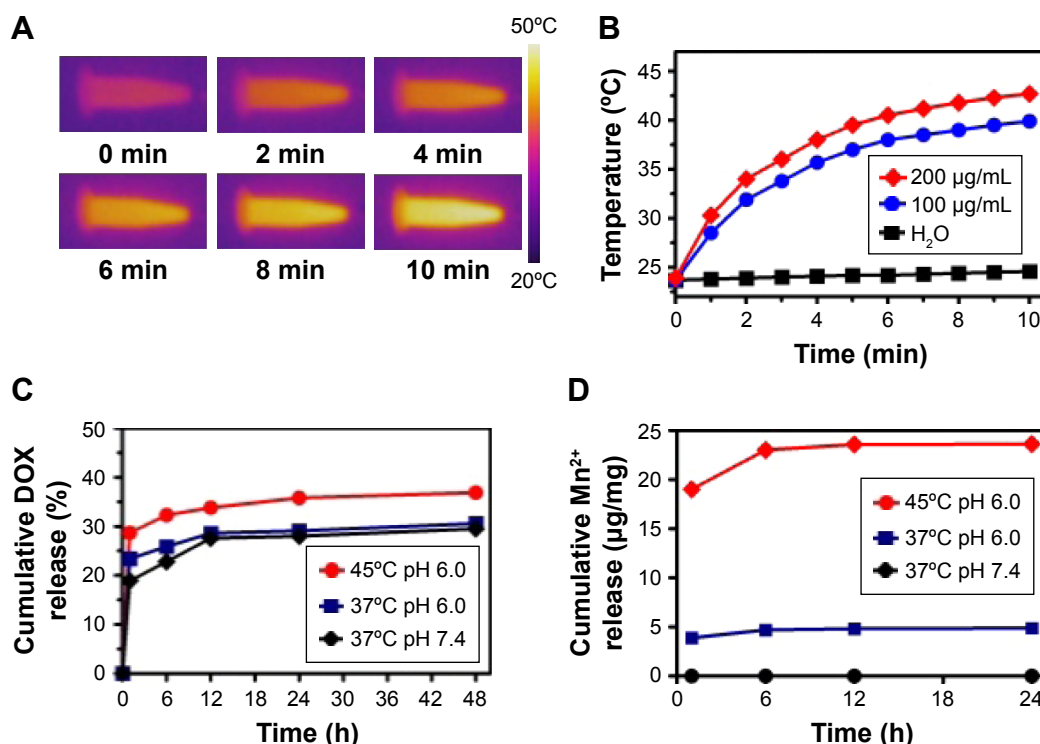 A
50ºC
0 min 2 min 4 min
6 min 8 min 10 min
20ºC
B
Temperature (ºC)
45
40
35
30
25
200 µg/mL
100 µg/mL
H₂O
0 2 4 6 8 10
Time (min)
C
Cumulative DOX
release (%)
50
40
30
20
10
0
45ºC pH 6.0
37ºC pH 6.0
37ºC pH 7.4
0 6 12 18 24 30 36 42 48
Time (h)
D
Cumulative Mn²⁺
release (µg/mg)
25
20
15
10
5
0
45ºC pH 6.0
37ºC pH 6.0
37ºC pH 7.4
0 6 12 18 24
Time (h)